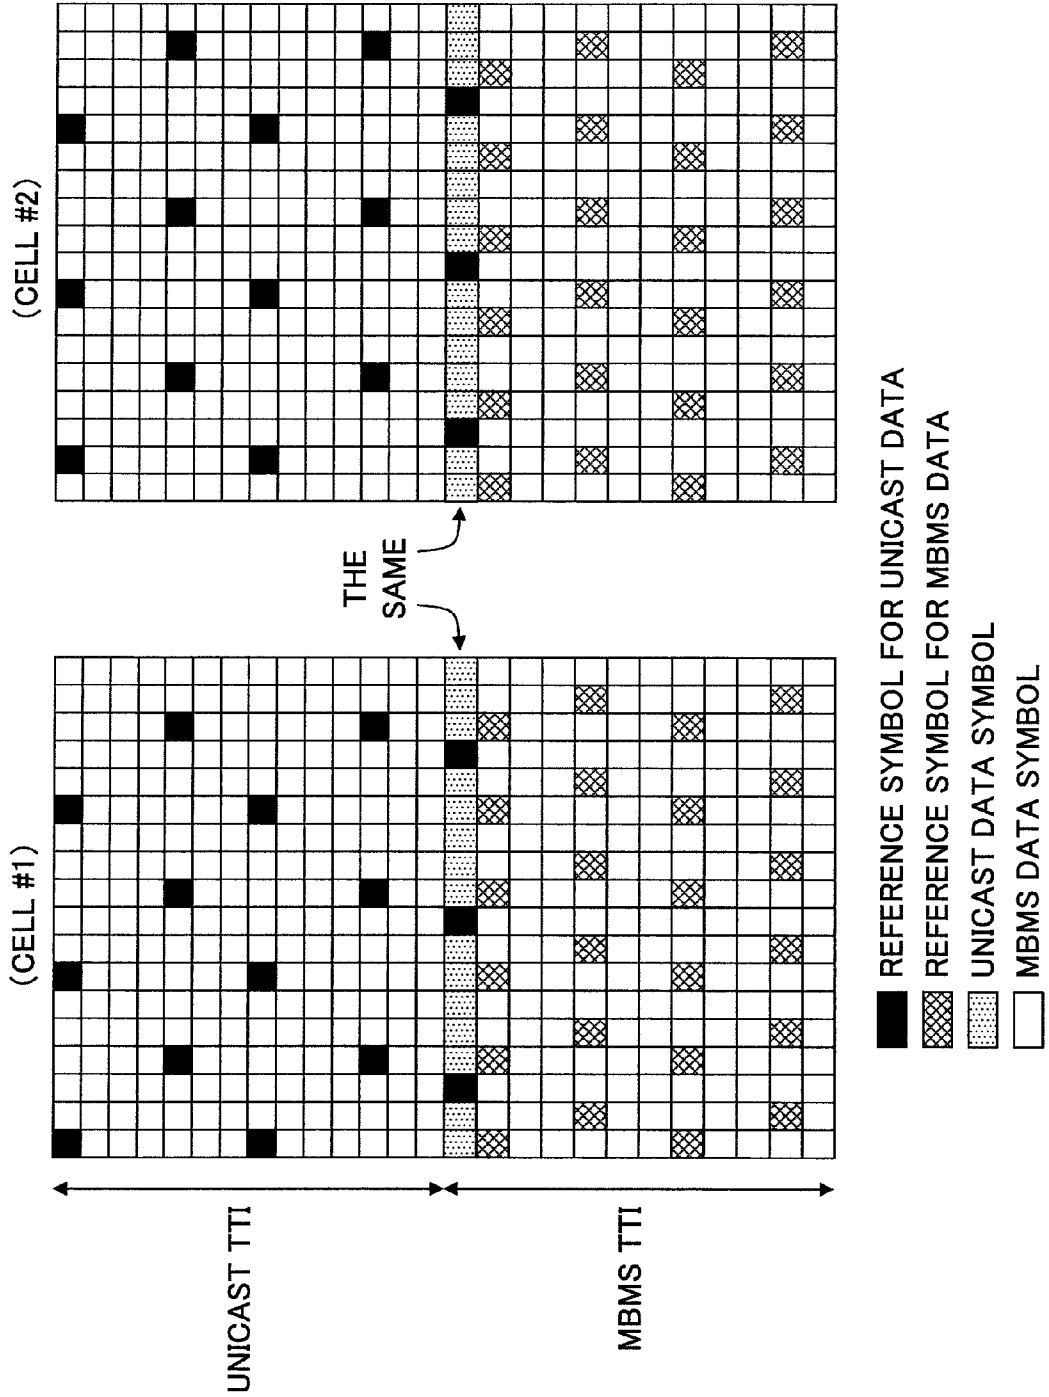 (CELL #1)
(CELL #2)
THE
SAME
UNICAST TTI
MBMS TTI
REFERENCE SYMBOL FOR UNICAST DATA
REFERENCE SYMBOL FOR MBMS DATA
UNICAST DATA SYMBOL
MBMS DATA SYMBOL